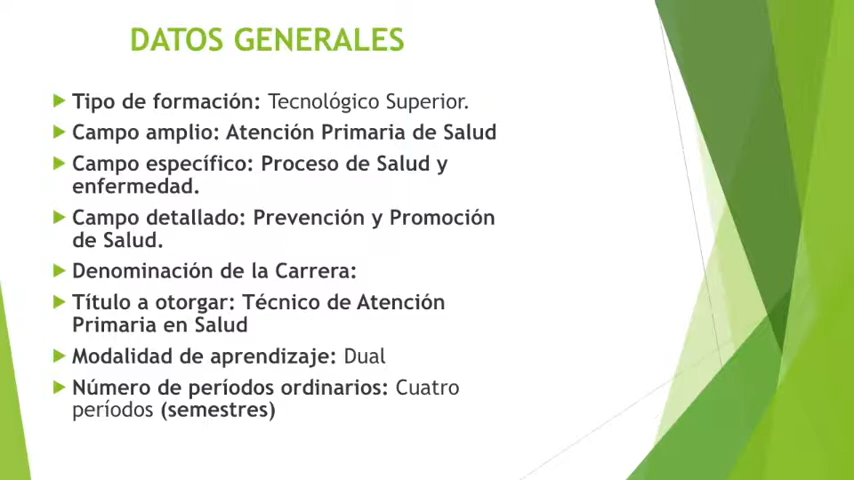 DATOS GENERALES
Tipo de formación: Tecnológico Superior.
Campo amplio: Atención Primaria de Salud
Campo específico: Proceso de Salud y
enfermedad.
Campo detallado: Prevención y Promoción
de Salud.
Denominación de la Carrera:
Título a otorgar: Técnico de Atención
Primaria en Salud
Modalidad de aprendizaje: Dual
Número de períodos ordinarios: Cuatro
períodos (semestres)